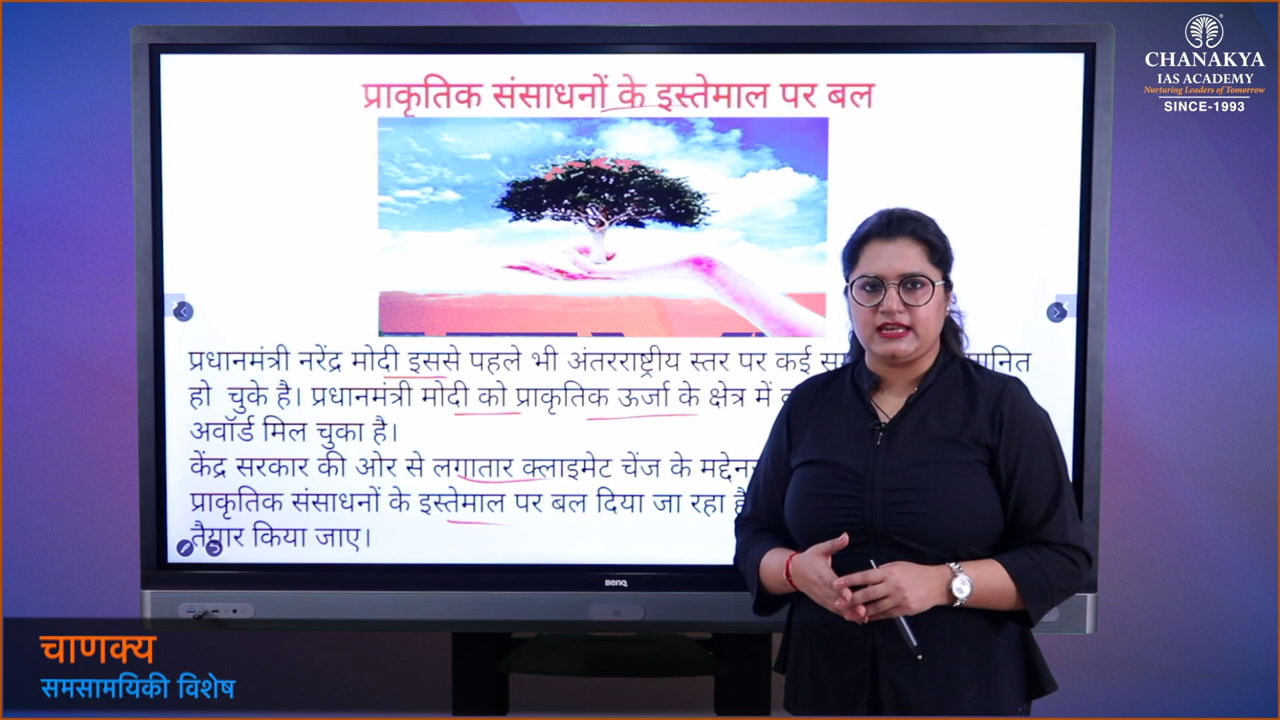 प्राकृतिक संसाधनों के इस्तेमाल पर बल
प्रधानमंत्री नरेंद्र मोदी इससे पहले भी अंतरराष्ट्रीय स्तर पर कई
हो चुके है। प्रधानमंत्री मोदी को प्राकृतिक ऊर्जा के क्षेत्र में
अवॉर्ड मिल चुका है।
केंद्र सरकार की ओर से लगातार क्लाइमेट चेंज के
प्राकृतिक संसाधनों के इस्तेमाल पर बल दिया जा रहा
तैयार किया जाए।
BenQ
CHANAKYA
IAS ACADEMY
Nurturing Leaders of Tomorrow
SINCE-1993
चाणक्य
समसामयिकी विशेष